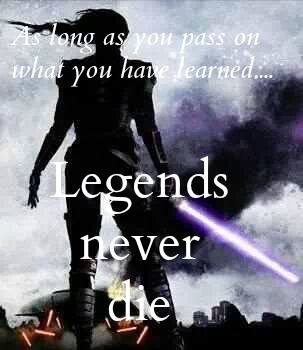 As long as you pass on
what you have learned....
Legends
never
die